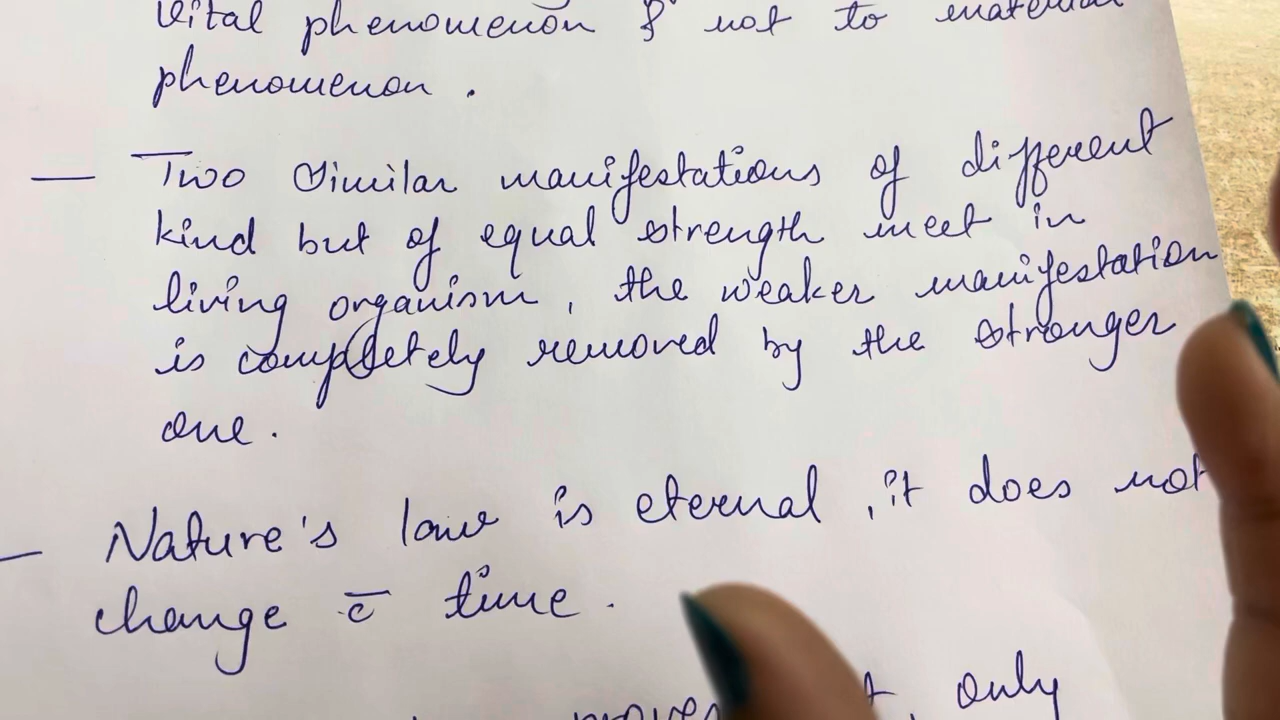 vital phenomenon & not to material
phenomenon.
— Two similar manifestations of different
kind but of equal strength meet in
living organism, the weaker manifestation
is completely removed by the stronger
one.
— Nature's law is eternal, it does not
change c̄ time.
only